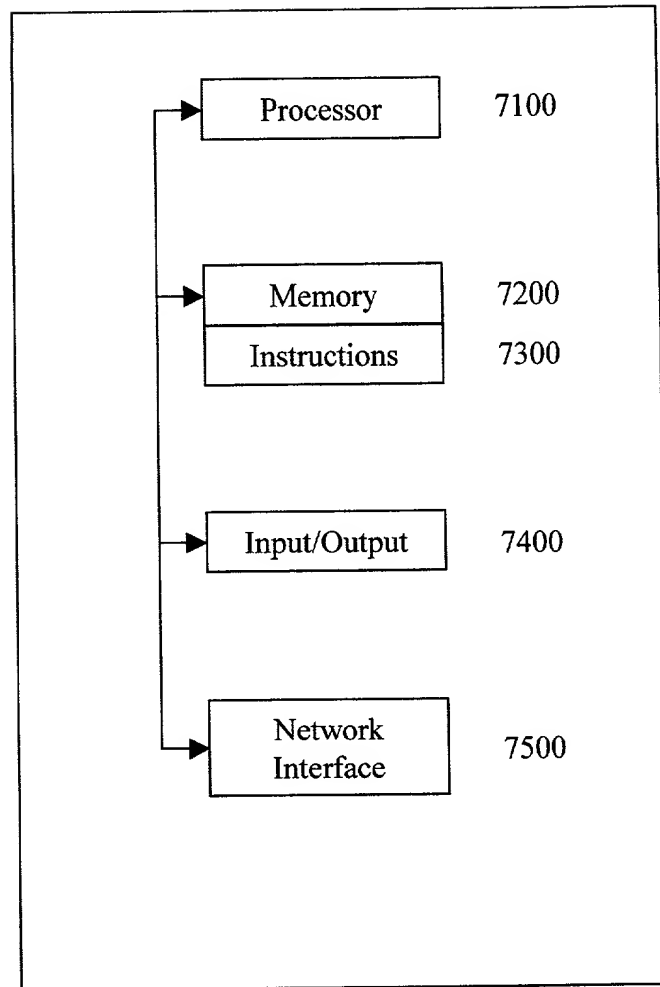 Processor 7100
Memory 7200
Instructions 7300
Input/Output 7400
Network
Interface 7500